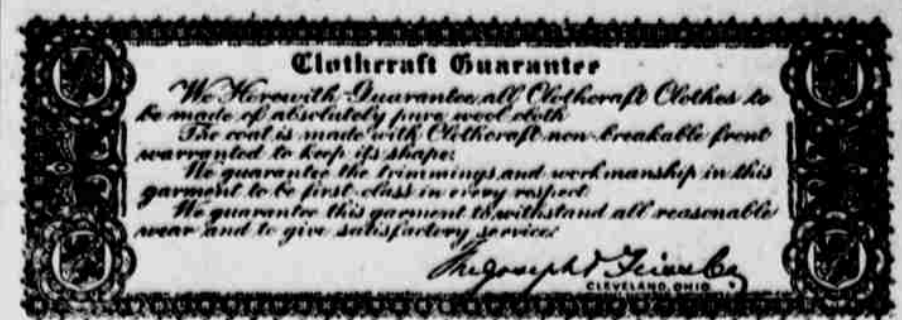 Clothcraft Guarantee
We Herewith Guarantee all Clothcraft Clothes to
be made of absolutely pure wool cloth
The coat is made with Clothcraft non-breakable front
warranted to keep its shape.
We guarantee the trimmings and workmanship in this
garment to be first-class in every respect
We guarantee this garment to withstand all reasonable
wear and to give satisfactory service.
The Joseph & Feiss Co
CLEVELAND, OHIO